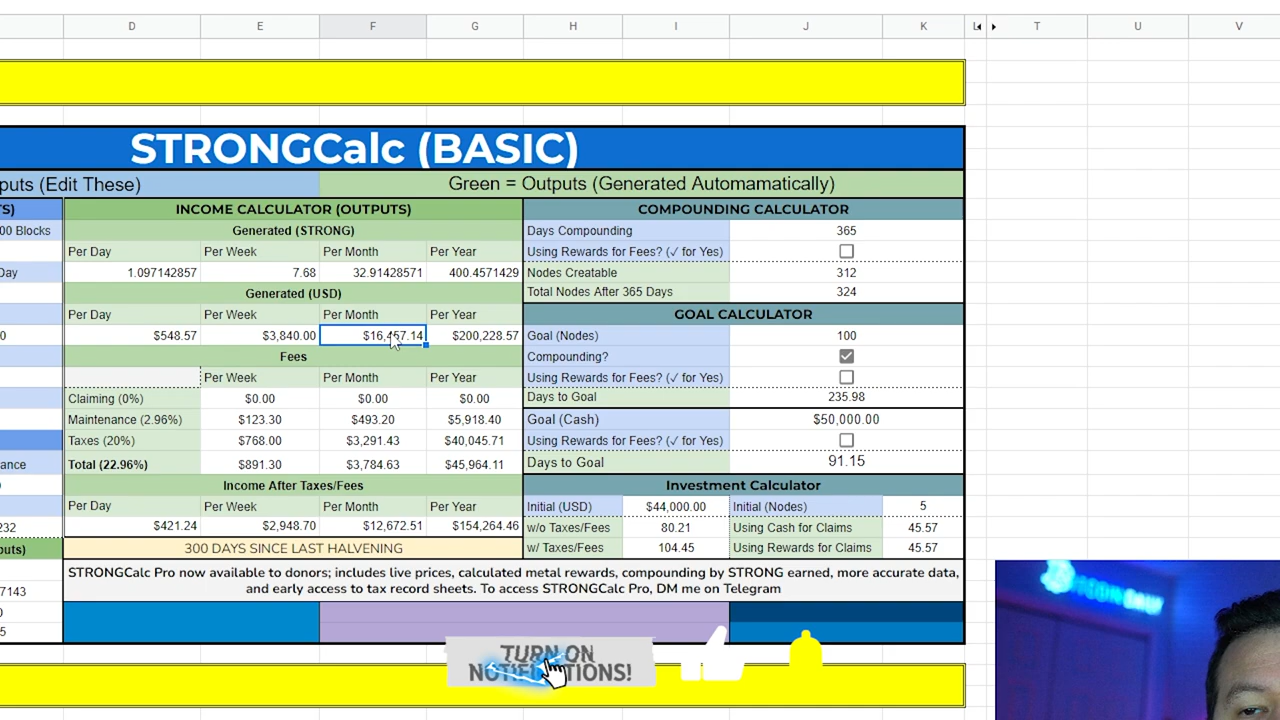 D E F G H I J K L T U V
STRONGCalc (BASIC)
puts (Edit These) Green = Outputs (Generated Automamatically)
S) INCOME CALCULATOR (OUTPUTS) COMPOUNDING CALCULATOR
00 Blocks Generated (STRONG) Days Compounding 365
Per Day Per Week Per Month Per Year Using Rewards for Fees? (✓ for Yes)
Day 1.097142857 7.68 32.91428571 400.4571429 Nodes Creatable 312
Generated (USD) Total Nodes After 365 Days 324
Per Day Per Week Per Month Per Year GOAL CALCULATOR
0 $548.57 $3,840.00 $16,457.14 $200,228.57 Goal (Nodes) 100
Fees Compounding?
Per Week Per Month Per Year Using Rewards for Fees? (✓ for Yes)
Claiming (0%) $0.00 $0.00 $0.00 Days to Goal 235.98
Maintenance (2.96%) $123.30 $493.20 $5,918.40 Goal (Cash) $50,000.00
Taxes (20%) $768.00 $3,291.43 $40,045.71 Using Rewards for Fees? (✓ for Yes)
ance Total (22.96%) $891.30 $3,784.63 $45,964.11 Days to Goal 91.15
Income After Taxes/Fees Investment Calculator
Per Day Per Week Per Month Per Year Initial (USD) $44,000.00 Initial (Nodes) 5
232 $421.24 $2,948.70 $12,672.51 $154,264.46 w/o Taxes/Fees 80.21 Using Cash for Claims 45.57
puts) 300 DAYS SINCE LAST HALVENING w/ Taxes/Fees 104.45 Using Rewards for Claims 45.57
STRONGCalc Pro now available to donors; includes live prices, calculated metal rewards, compounding by STRONG earned, more accurate data,
7143 and early access to tax record sheets. To access STRONGCalc Pro, DM me on Telegram
0
5
TURN ON
NOTIFICATIONS!